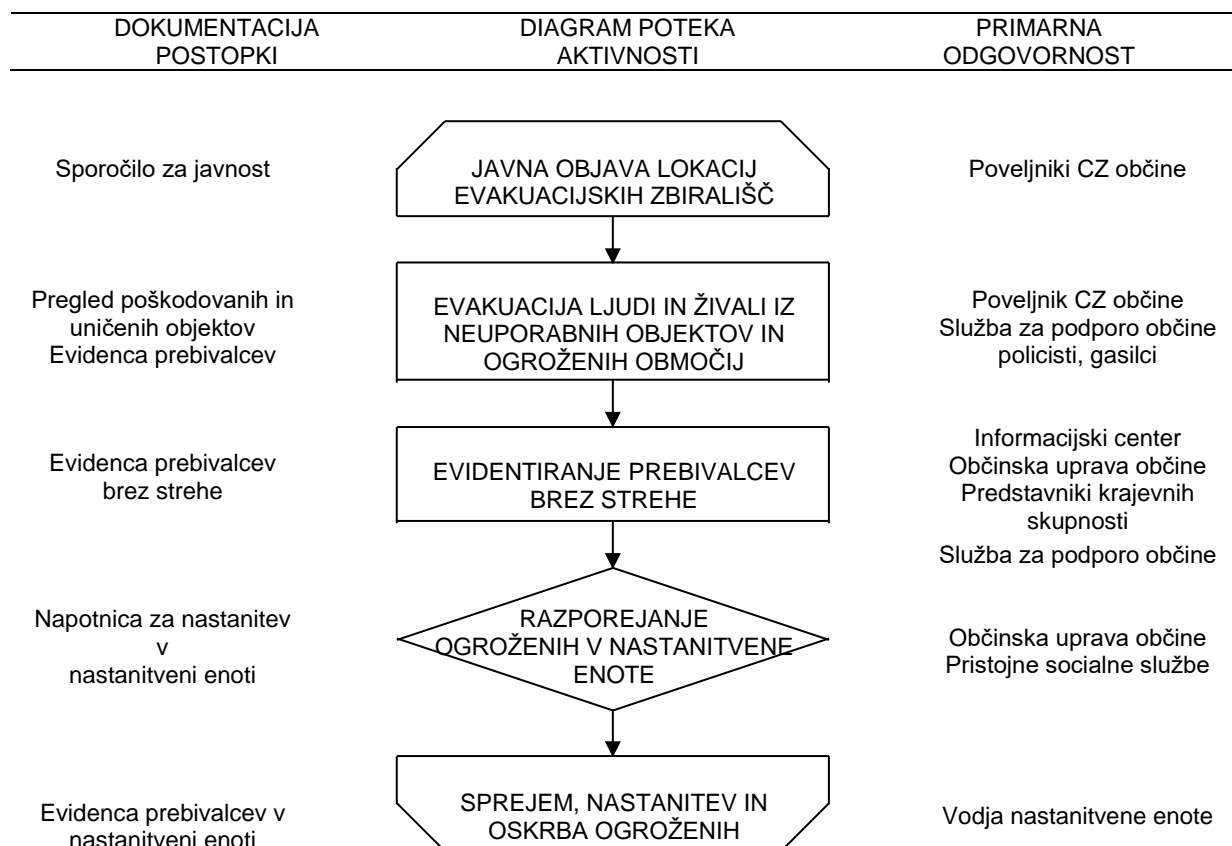 DOKUMENTACIJA
POSTOPKI
DIAGRAM POTEKA
AKTIVNOSTI
PRIMARNA
ODGOVORNOST
Sporočilo za javnost
JAVNA OBJAVA LOKACIJ
EVAKUACIJSKIH ZBIRALIŠČ
Poveljniki CZ občine
Pregled poškodovanih in
uničenih objektov
Evidenca prebivalcev
EVAKUACIJA LJUDI IN ŽIVALI IZ
NEUPORABNIH OBJEKTOV IN
OGROŽENIH OBMOČIJ
Poveljnik CZ občine
Služba za podporo občine
policisti, gasilci
Evidenca prebivalcev
brez strehe
EVIDENTIRANJE PREBIVALCEV
BREZ STREHE
Informacijski center
Občinska uprava občine
Predstavniki krajevnih
skupnosti
Služba za podporo občine
Napotnica za nastanitev
v
nastanitveni enoti
RAZPOREJANJE
OGROŽENIH V NASTANITVENE
ENOTE
Občinska uprava občine
Pristojne socialne službe
Evidenca prebivalcev v
nastanitveni enoti
SPREJEM, NASTANITEV IN
OSKRBA OGROŽENIH
Vodja nastanitvene enote